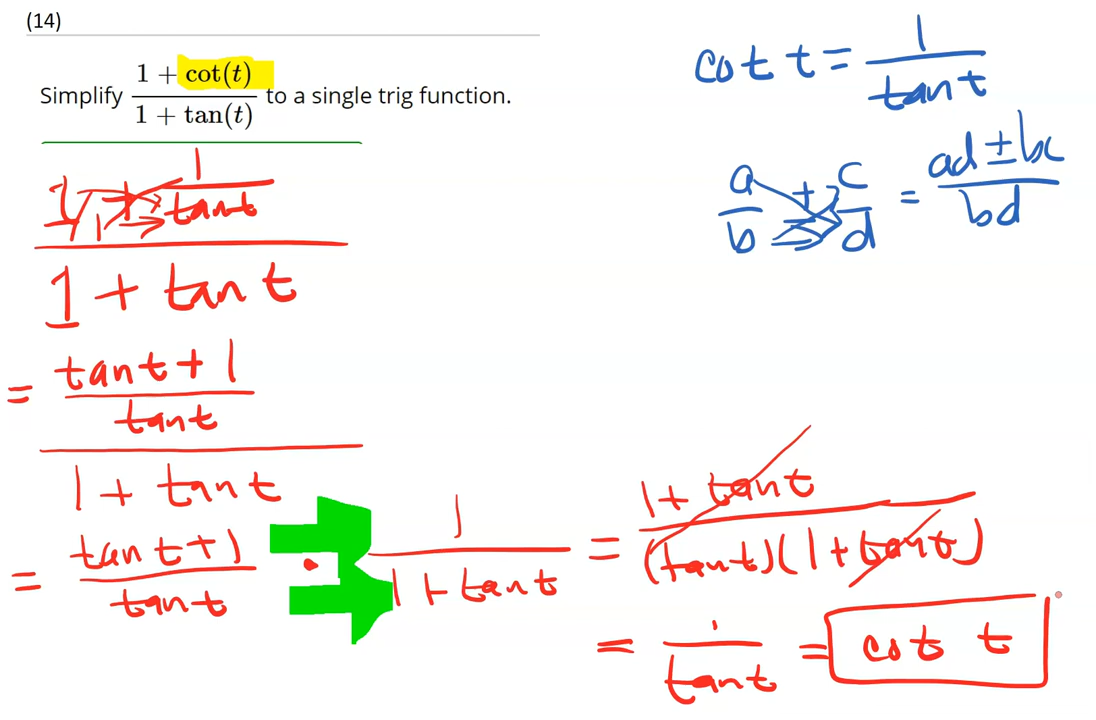 (14)
Simplify (1 + cot(t))/(1 + tan(t)) to a single trig function.
cot t = 1/tan t
a/b ± c/d = (ad ± bc)/bd
(1/1 + 1/tan t)/(1 + tan t)
= ((tan t + 1)/tan t)/(1 + tan t)
= (tan t + 1)/tan t · 1/(1 + tan t) = (1 + tan t)/((tan t)(1 + tan t))
= 1/tan t = cot t